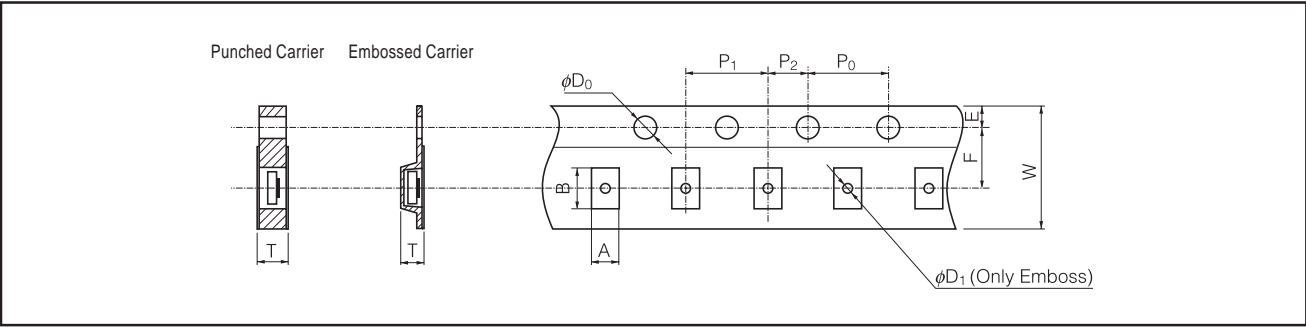 Punched Carrier
Embossed Carrier
P1
P2
P0
ϕD0
E
F
W
B
A
T
T
ϕD1 (Only Emboss)